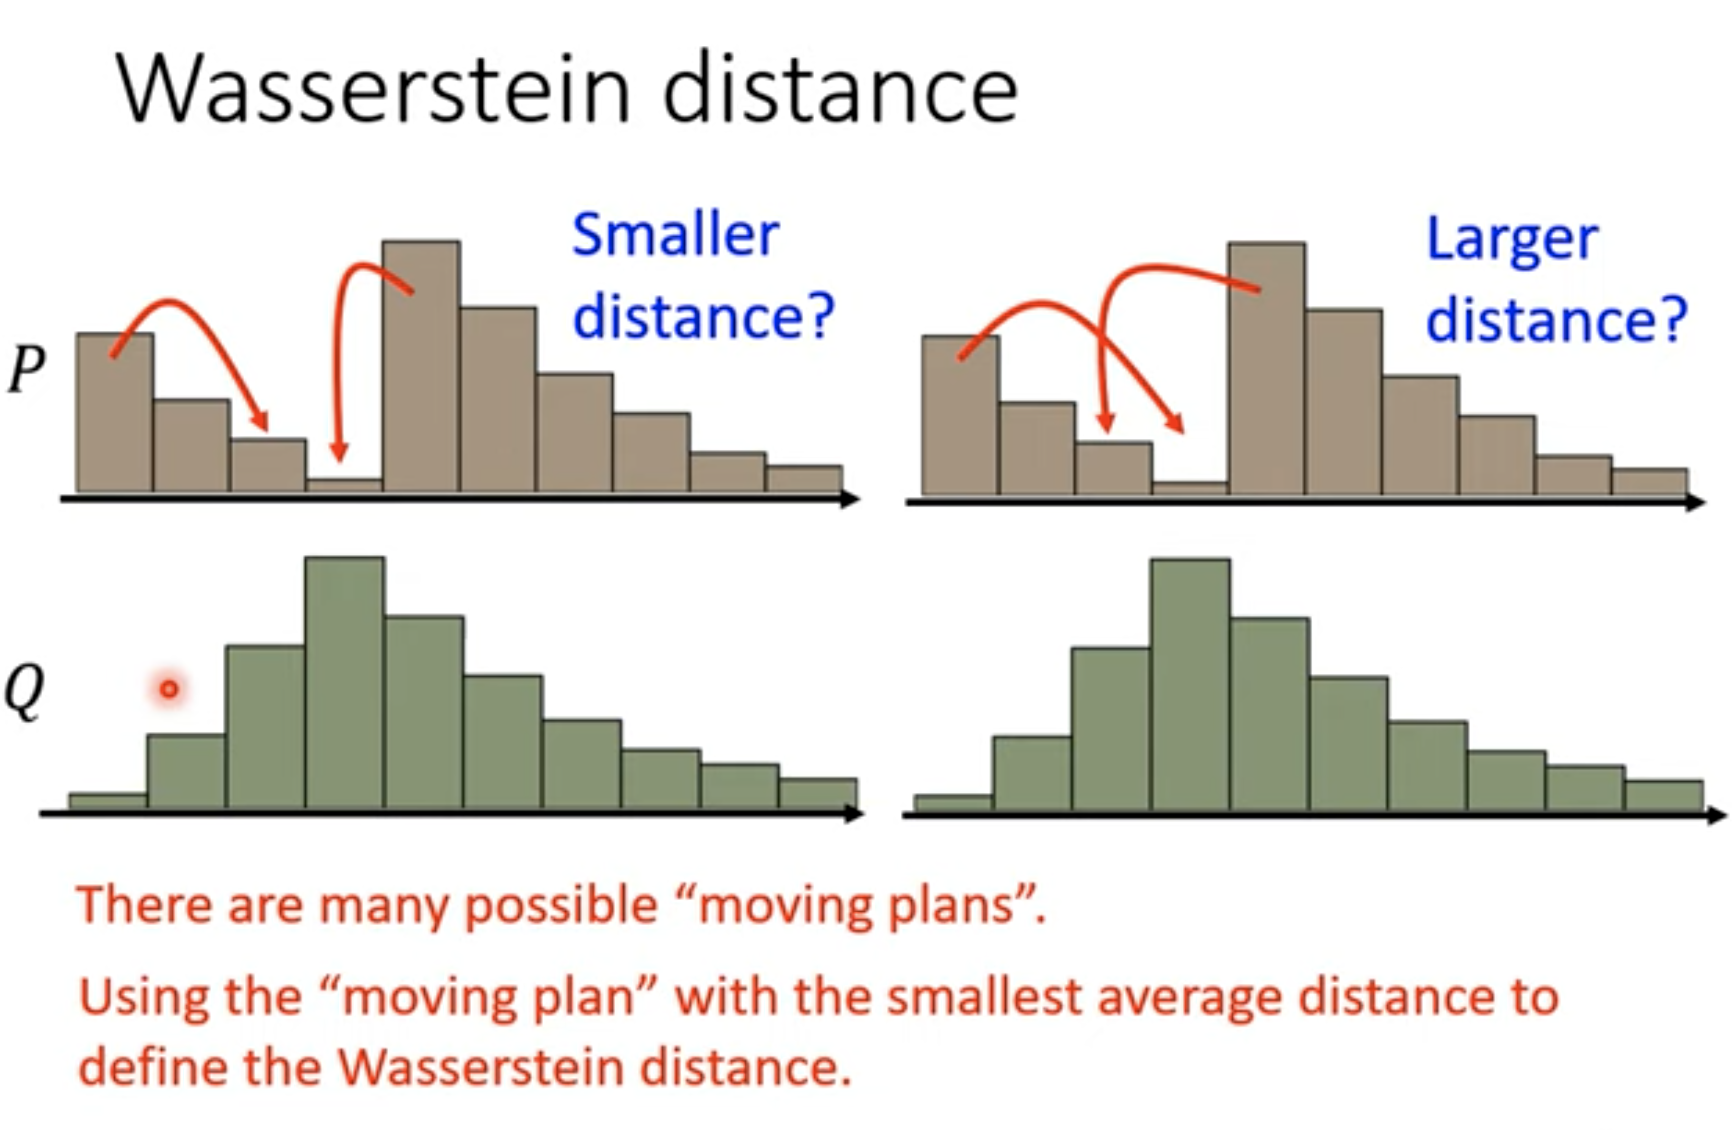 Wasserstein distance
Smaller
distance?
Larger
distance?
P
Q
There are many possible “moving plans”.
Using the “moving plan” with the smallest average distance to
define the Wasserstein distance.